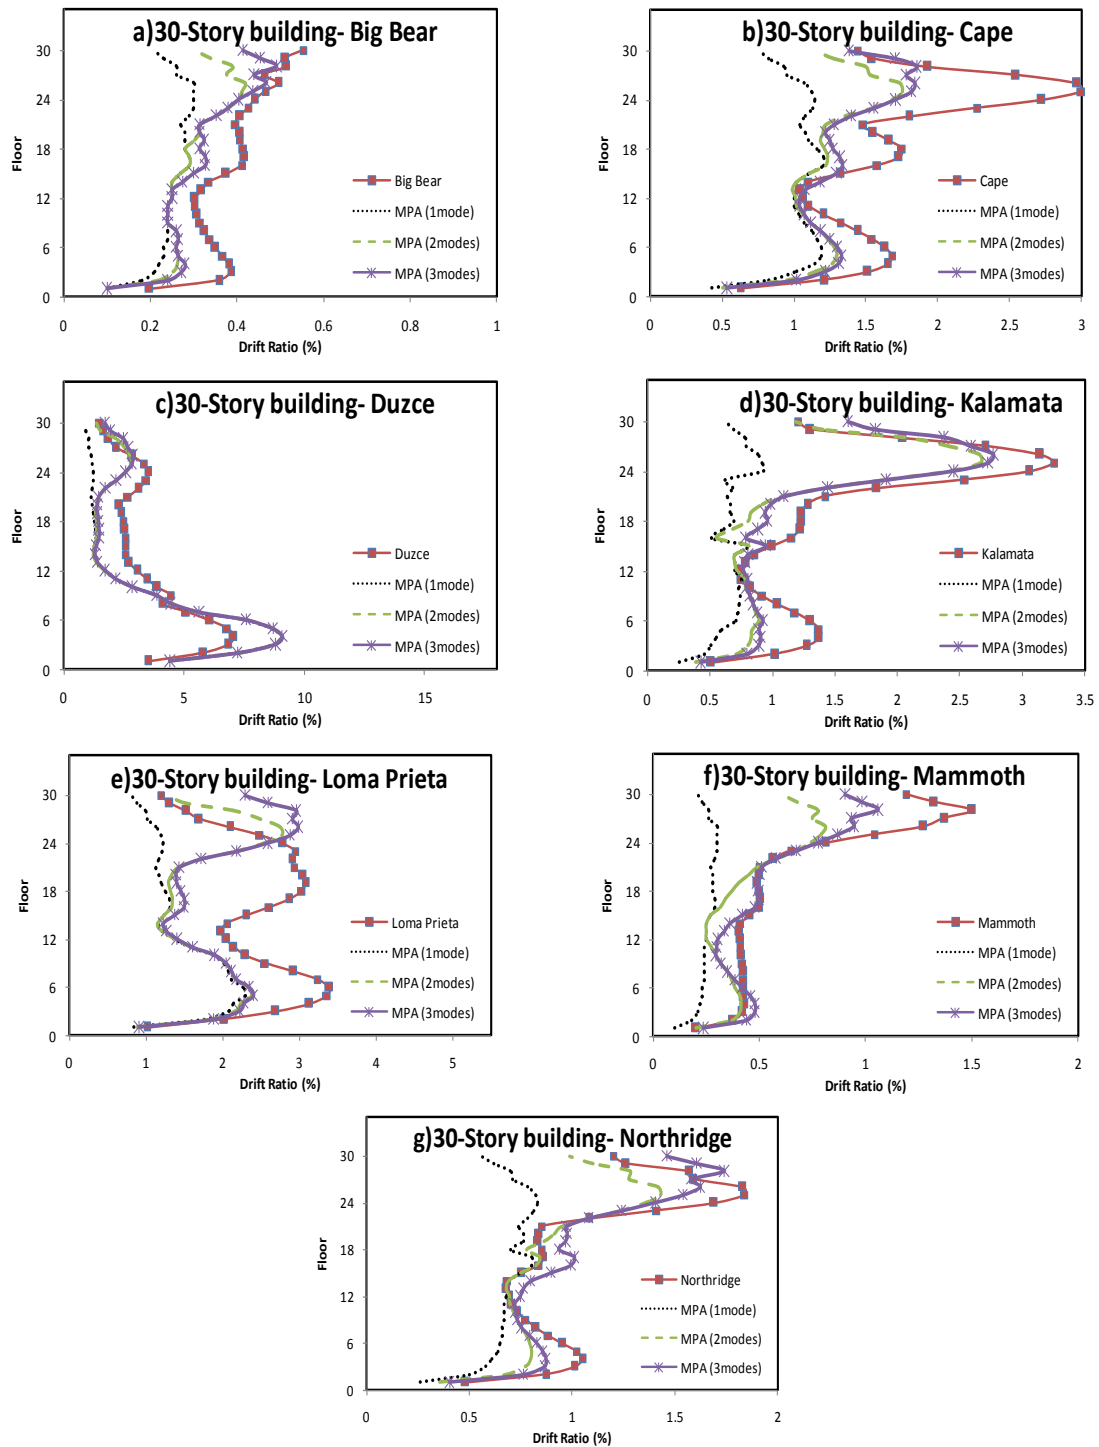 a)30-Story building- Big Bear
30
24
18
12
6
0
Floor
Big Bear
MPA (1mode)
MPA (2modes)
MPA (3modes)
0 0.2 0.4 0.6 0.8 1
Drift Ratio (%)
b)30-Story building- Cape
30
24
18
12
6
0
Floor
Cape
MPA (1mode)
MPA (2modes)
MPA (3modes)
0 0.5 1 1.5 2 2.5 3
Drift Ratio (%)
c)30-Story building- Duzce
30
24
18
12
6
0
Floor
Duzce
MPA (1mode)
MPA (2modes)
MPA (3modes)
0 5 10 15
Drift Ratio (%)
d)30-Story building- Kalamata
30
24
18
12
6
0
Floor
Kalamata
MPA (1mode)
MPA (2modes)
MPA (3modes)
0 0.5 1 1.5 2 2.5 3 3.5
Drift Ratio (%)
e)30-Story building- Loma Prieta
30
24
18
12
6
0
Floor
Loma Prieta
MPA (1mode)
MPA (2modes)
MPA (3modes)
0 1 2 3 4 5
Drift Ratio (%)
f)30-Story building- Mammoth
30
24
18
12
6
0
Floor
Mammoth
MPA (1mode)
MPA (2modes)
MPA (3modes)
0 0.5 1 1.5 2
Drift Ratio (%)
g)30-Story building- Northridge
30
24
18
12
6
0
Floor
Northridge
MPA (1mode)
MPA (2modes)
MPA (3modes)
0 0.5 1 1.5 2
Drift Ratio (%)